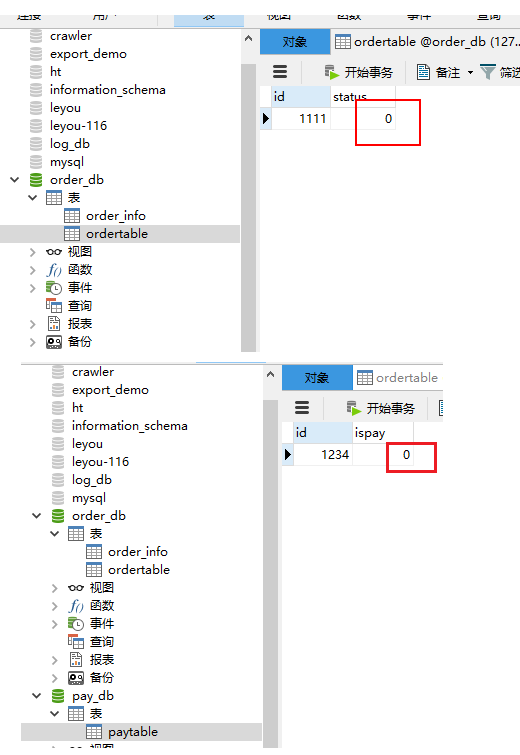 连接 用户 表 视图 函数 事件 查询
crawler
export_demo
ht
information_schema
leyou
leyou-116
log_db
mysql
order_db
表
order_info
ordertable
视图
f() 函数
事件
查询
报表
备份
对象 ordertable @order_db (127...
开始事务 备注 筛选
id status
1111 0
crawler
export_demo
ht
information_schema
leyou
leyou-116
log_db
mysql
order_db
表
order_info
ordertable
视图
f() 函数
事件
查询
报表
备份
pay_db
表
paytable
视图
对象 ordertable
开始事务
id ispay
1234 0